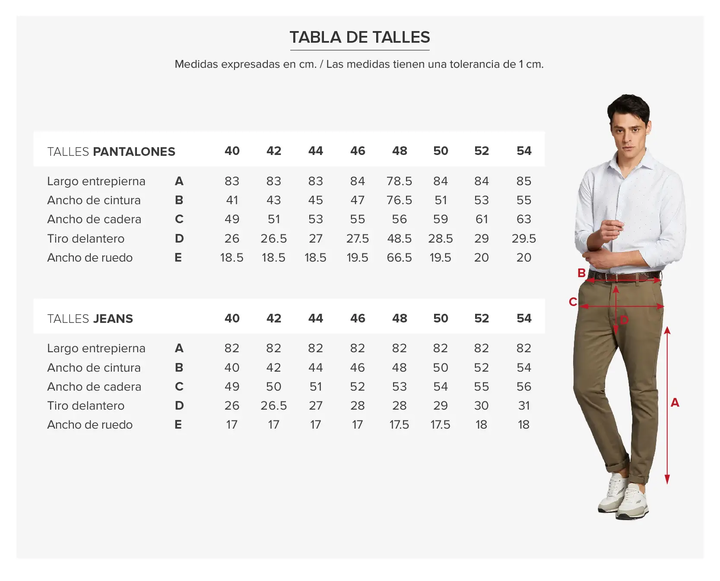 TABLA DE TALLES
Medidas expresadas en cm. / Las medidas tienen una tolerancia de 1 cm.
TALLES PANTALONES 40 42 44 46 48 50 52 54
Largo entrepierna A 83 83 83 84 78.5 84 84 85
Ancho de cintura B 41 43 45 47 76.5 51 53 55
Ancho de cadera C 49 51 53 55 56 59 61 63
Tiro delantero D 26 26.5 27 27.5 48.5 28.5 29 29.5
Ancho de ruedo E 18.5 18.5 18.5 19.5 66.5 19.5 20 20
TALLES JEANS 40 42 44 46 48 50 52 54
Largo entrepierna A 82 82 82 82 82 82 82 82
Ancho de cintura B 40 42 44 46 48 50 52 54
Ancho de cadera C 49 50 51 52 53 54 55 56
Tiro delantero D 26 26.5 27 28 28 29 30 31
Ancho de ruedo E 17 17 17 17 17.5 17.5 18 18
B
C
D
A